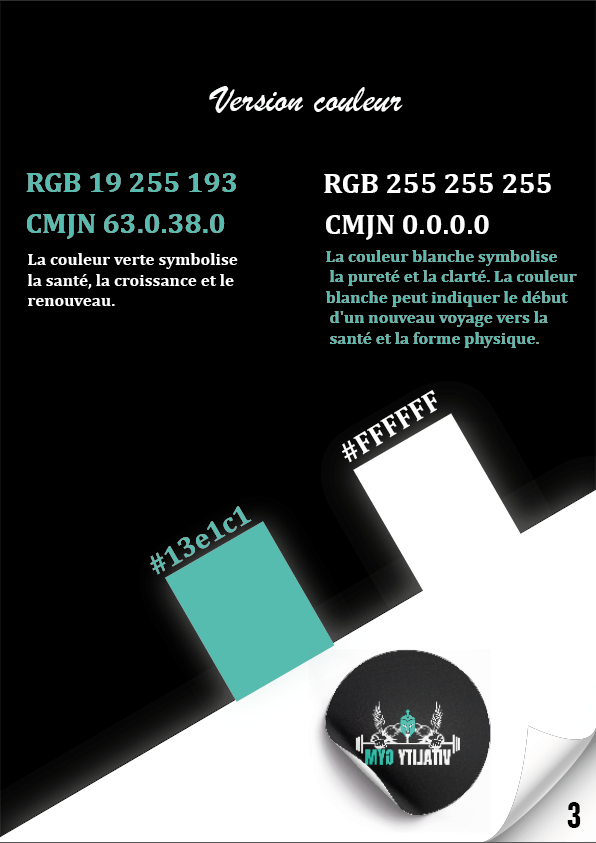 Version couleur
RGB 19 255 193
CMJN 63.0.38.0
La couleur verte symbolise
la santé, la croissance et le
renouveau.
RGB 255 255 255
CMJN 0.0.0.0
La couleur blanche symbolise
la pureté et la clarté. La couleur
blanche peut indiquer le début
d'un nouveau voyage vers la
santé et la forme physique.
#FFFFFF
#13e1c1
VITALITY GYM
3